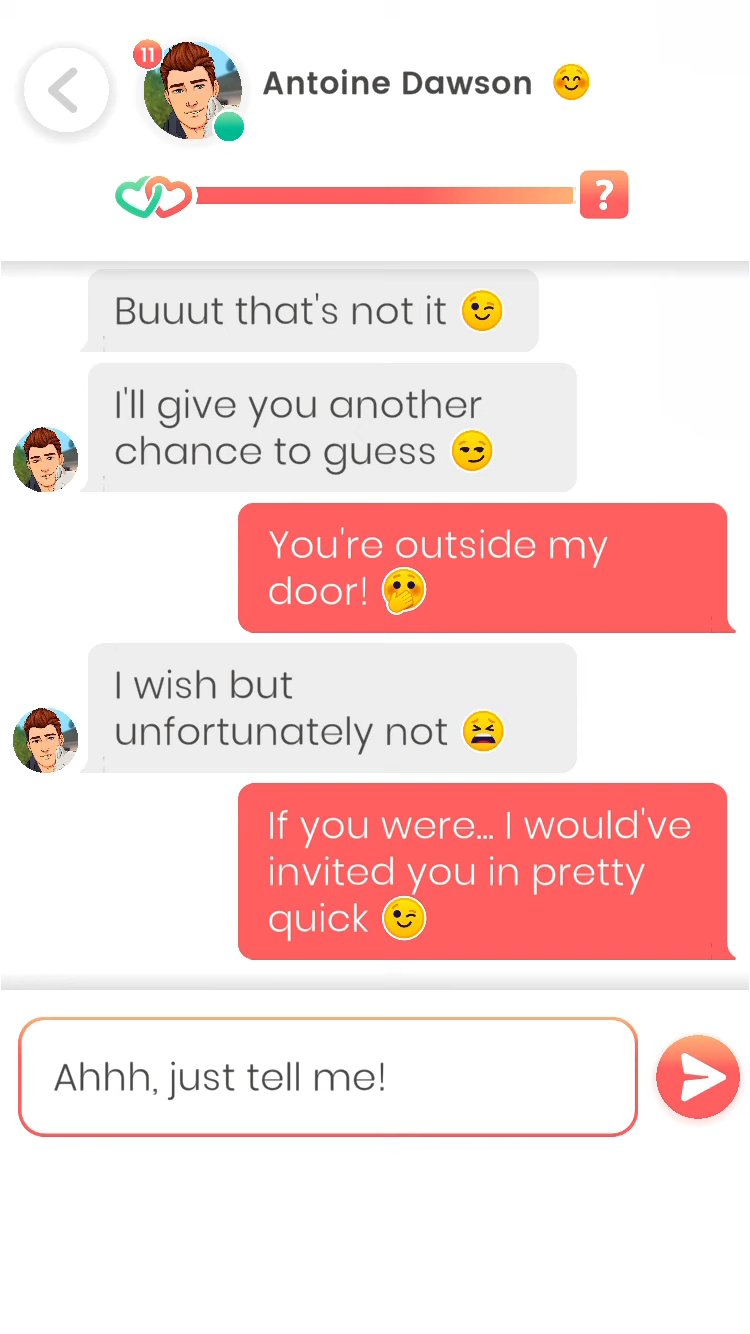 11
Antoine Dawson 😊
?
Buuut that's not it 😉
I'll give you another
chance to guess 😏
You're outside my
door! 🤭
I wish but
unfortunately not 😫
If you were... I would've
invited you in pretty
quick 😉
Ahhh, just tell me!